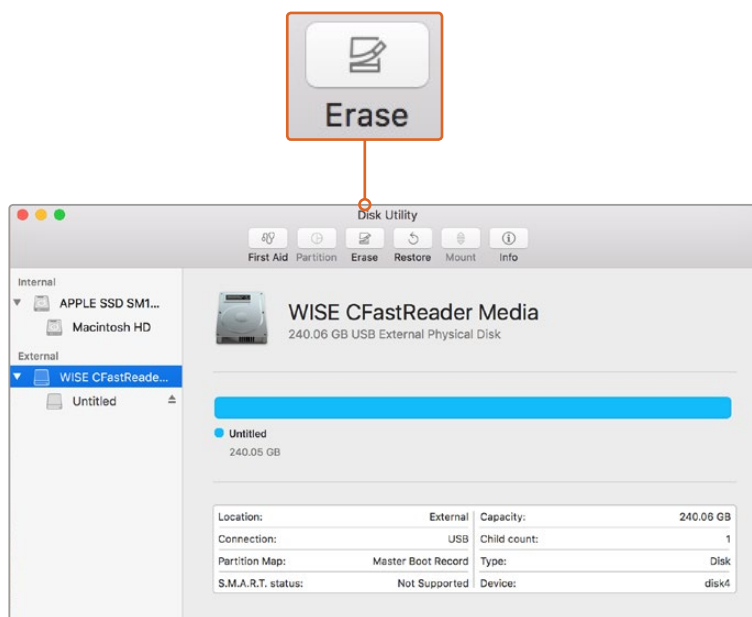 Erase
Disk Utility
First Aid Partition Erase Restore Mount Info
Internal
APPLE SSD SM1...
Macintosh HD
External
WISE CFastReade...
Untitled
WISE CFastReader Media
240.06 GB USB External Physical Disk
Untitled
240.05 GB
Location: External Capacity: 240.06 GB
Connection: USB Child count: 1
Partition Map: Master Boot Record Type: Disk
S.M.A.R.T. status: Not Supported Device: disk4